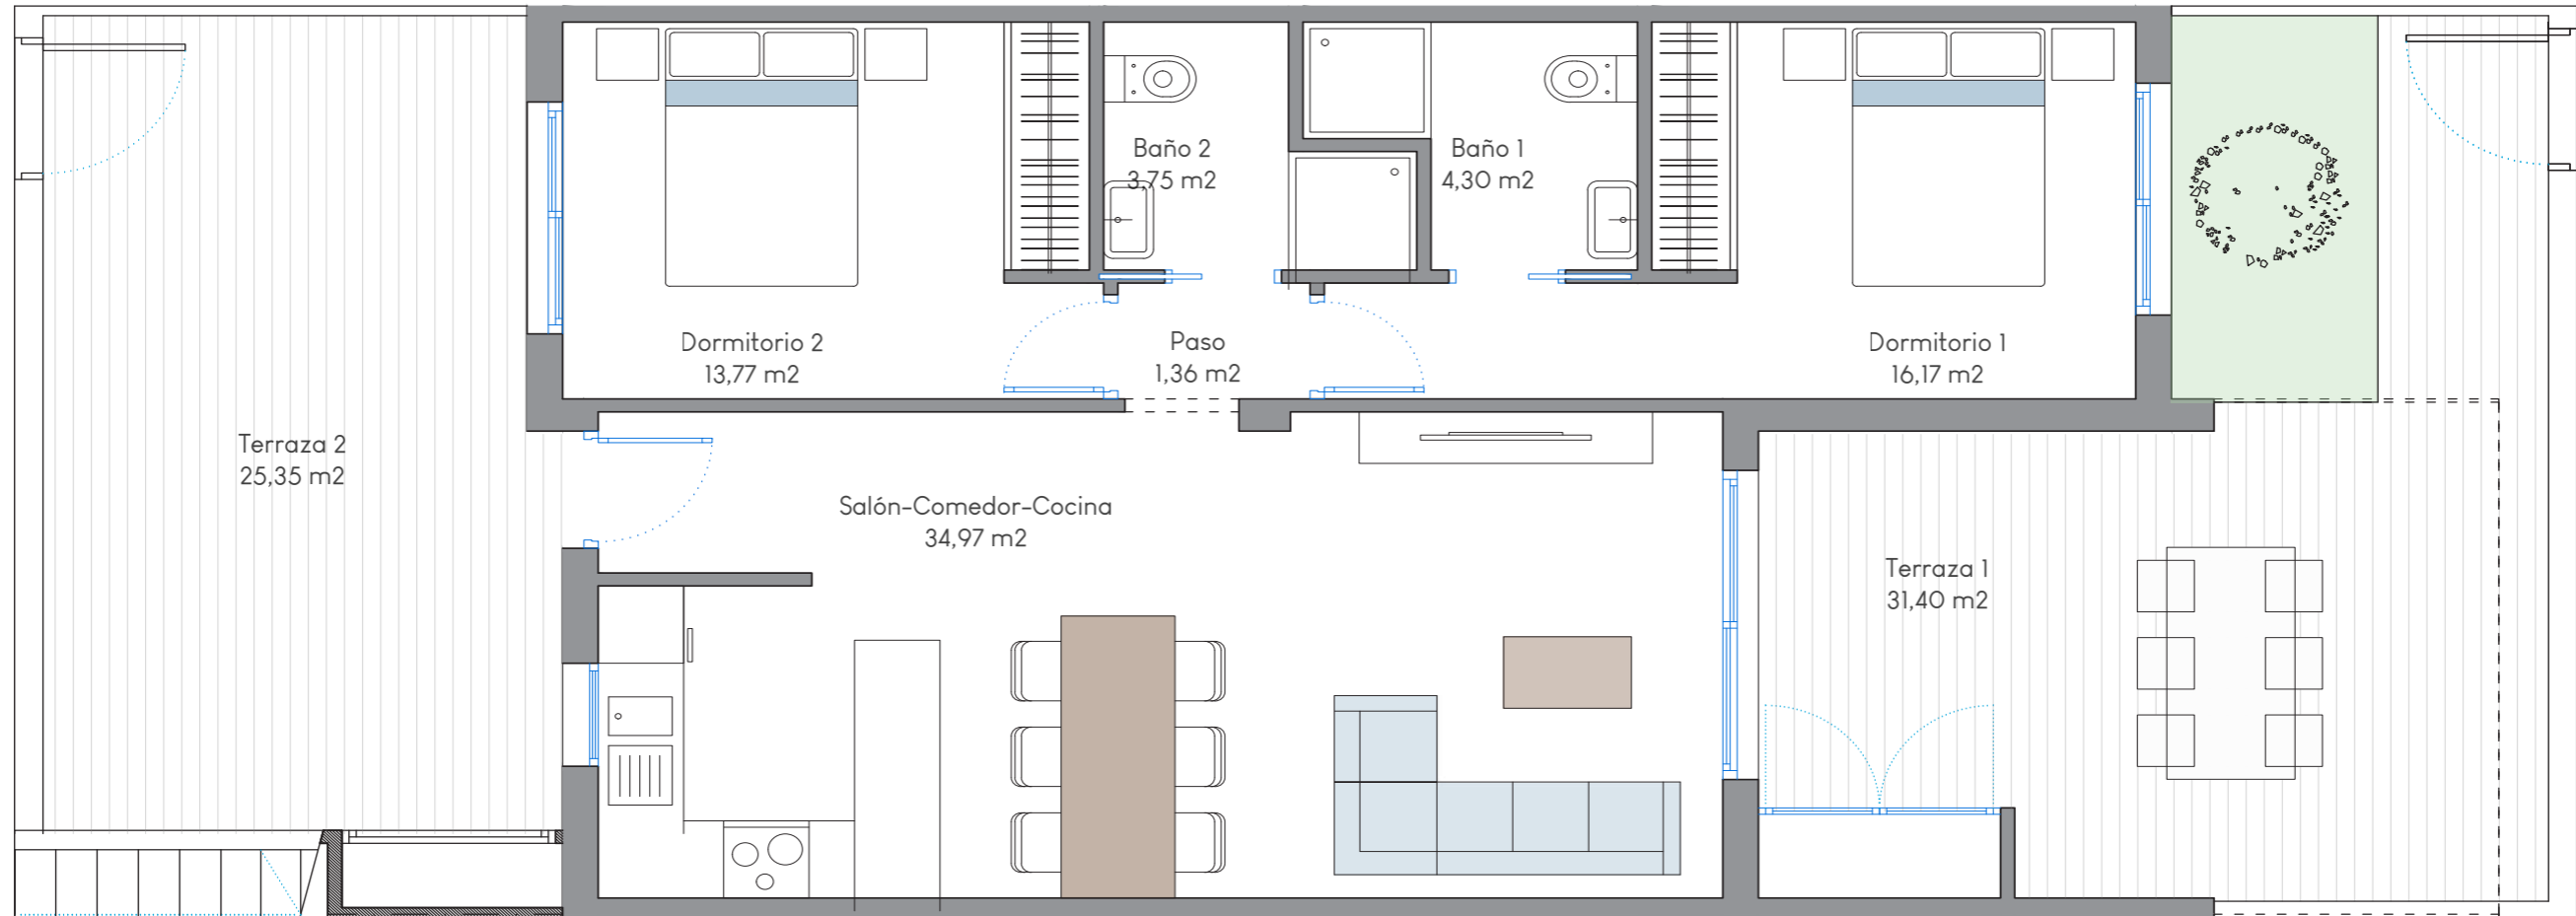 Baño 2
3,75 m2
Baño 1
4,30 m2
Dormitorio 2
13,77 m2
Paso
1,36 m2
Dormitorio 1
16,17 m2
Terraza 2
25,35 m2
Salón-Comedor-Cocina
34,97 m2
Terraza 1
31,40 m2